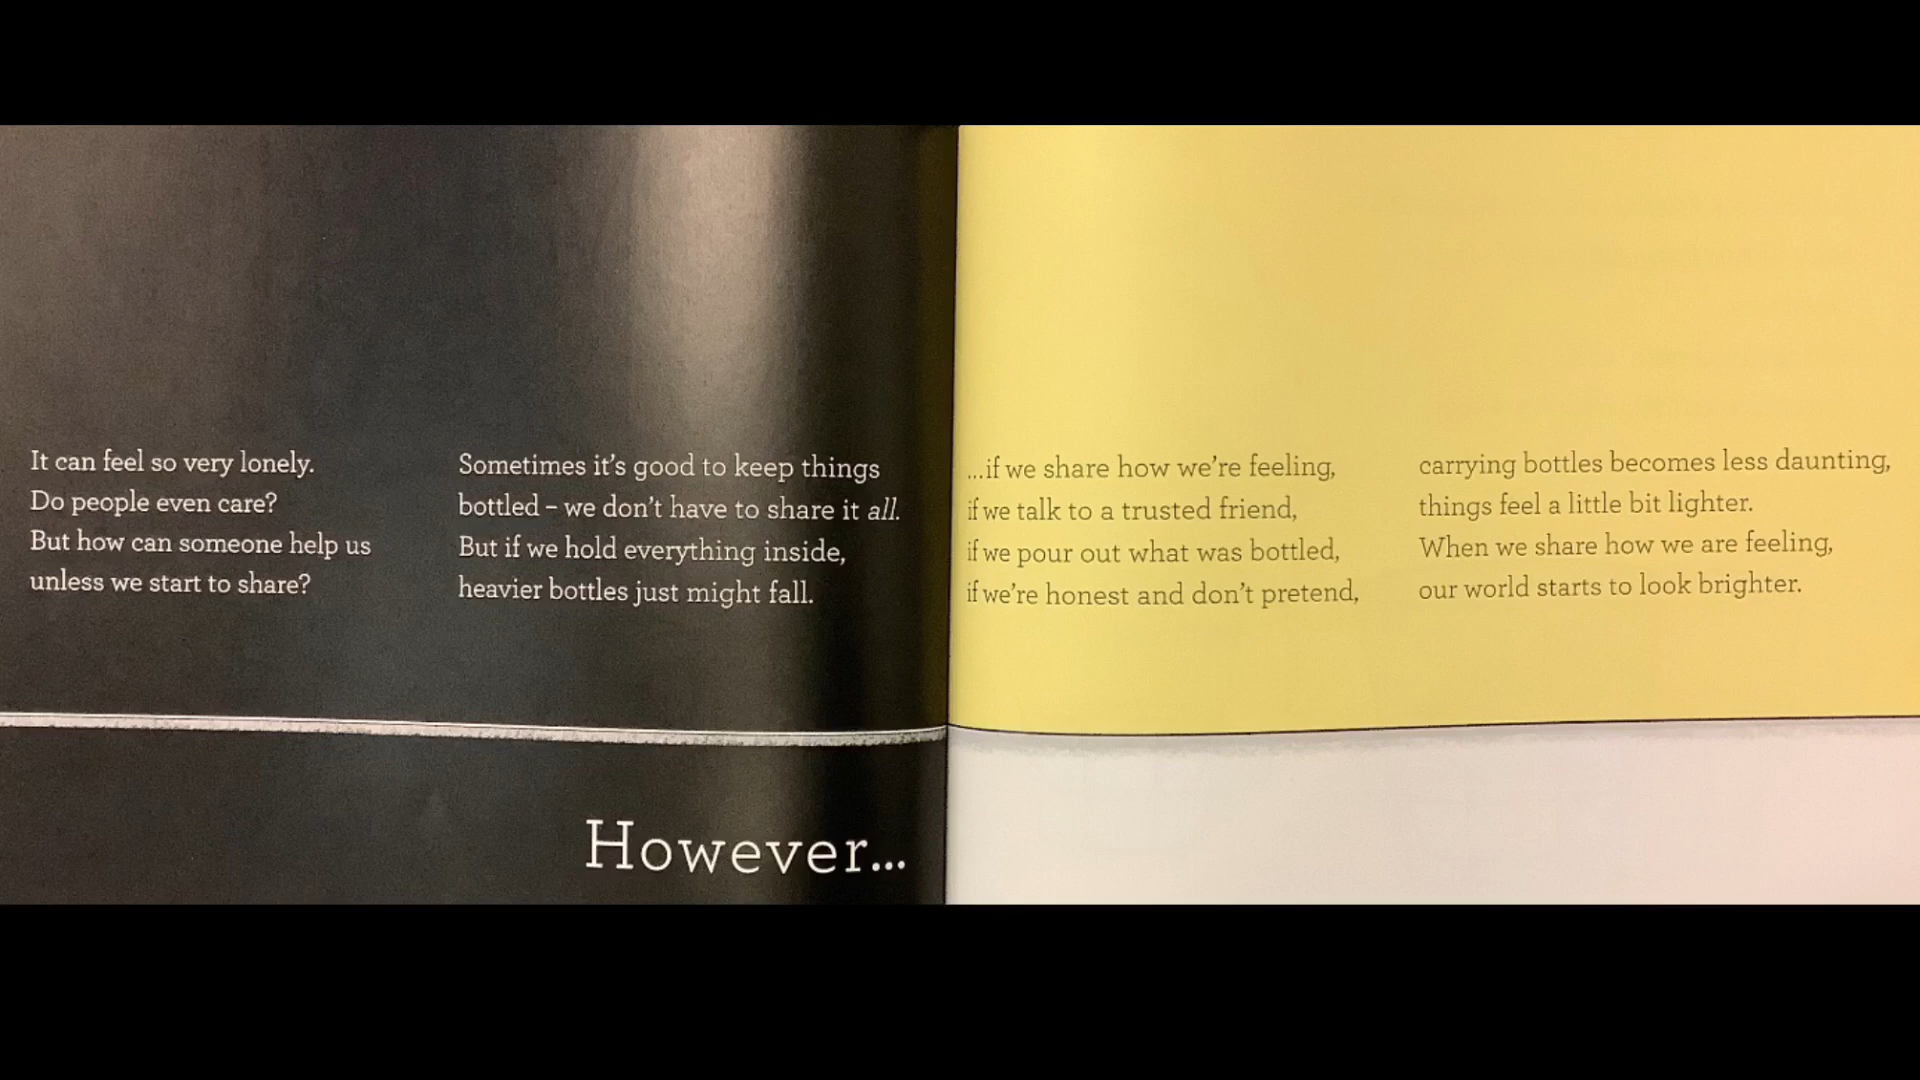 It can feel so very lonely.
Do people even care?
But how can someone help us
unless we start to share?
Sometimes it's good to keep things
bottled – we don't have to share it all.
But if we hold everything inside,
heavier bottles just might fall.
However...
...if we share how we're feeling,
if we talk to a trusted friend,
if we pour out what was bottled,
if we're honest and don't pretend,
carrying bottles becomes less daunting,
things feel a little bit lighter.
When we share how we are feeling,
our world starts to look brighter.